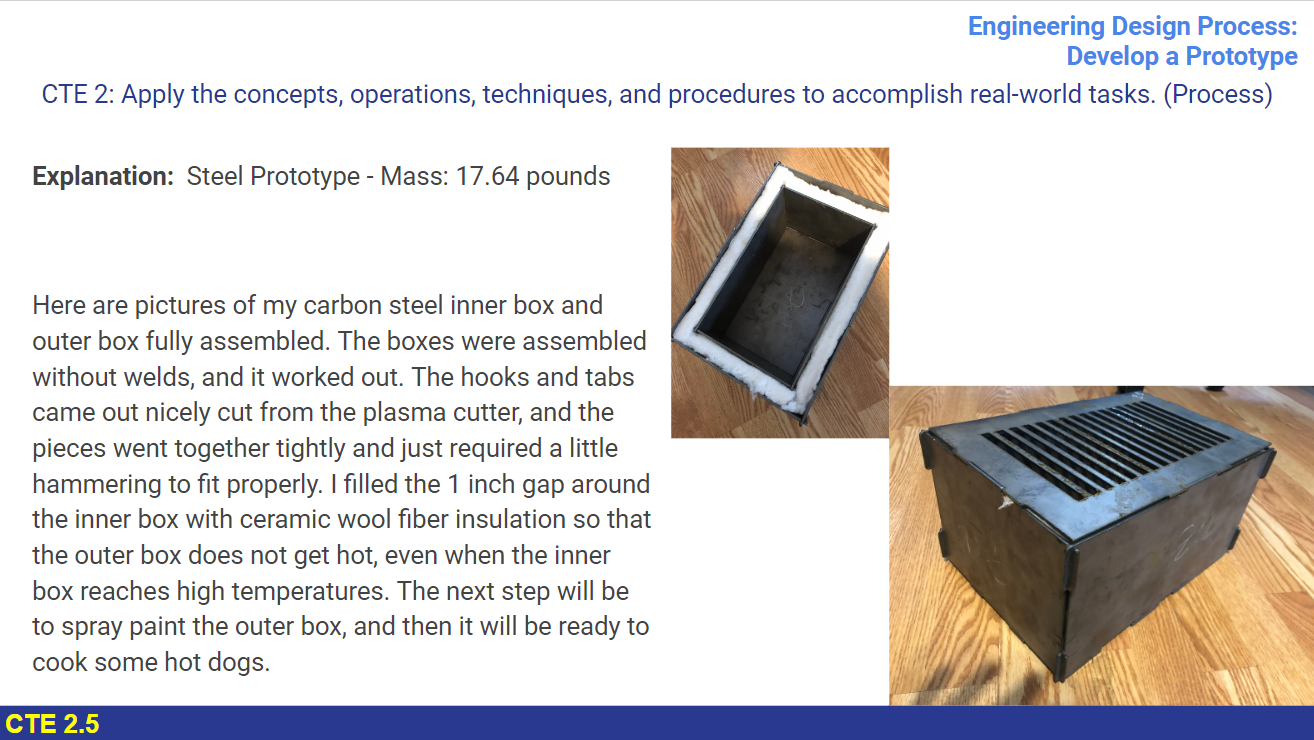 Engineering Design Process:
Develop a Prototype
CTE 2: Apply the concepts, operations, techniques, and procedures to accomplish real-world tasks. (Process)
Explanation: Steel Prototype - Mass: 17.64 pounds
Here are pictures of my carbon steel inner box and
outer box fully assembled. The boxes were assembled
without welds, and it worked out. The hooks and tabs
came out nicely cut from the plasma cutter, and the
pieces went together tightly and just required a little
hammering to fit properly. I filled the 1 inch gap around
the inner box with ceramic wool fiber insulation so that
the outer box does not get hot, even when the inner
box reaches high temperatures. The next step will be
to spray paint the outer box, and then it will be ready to
cook some hot dogs.
CTE 2.5